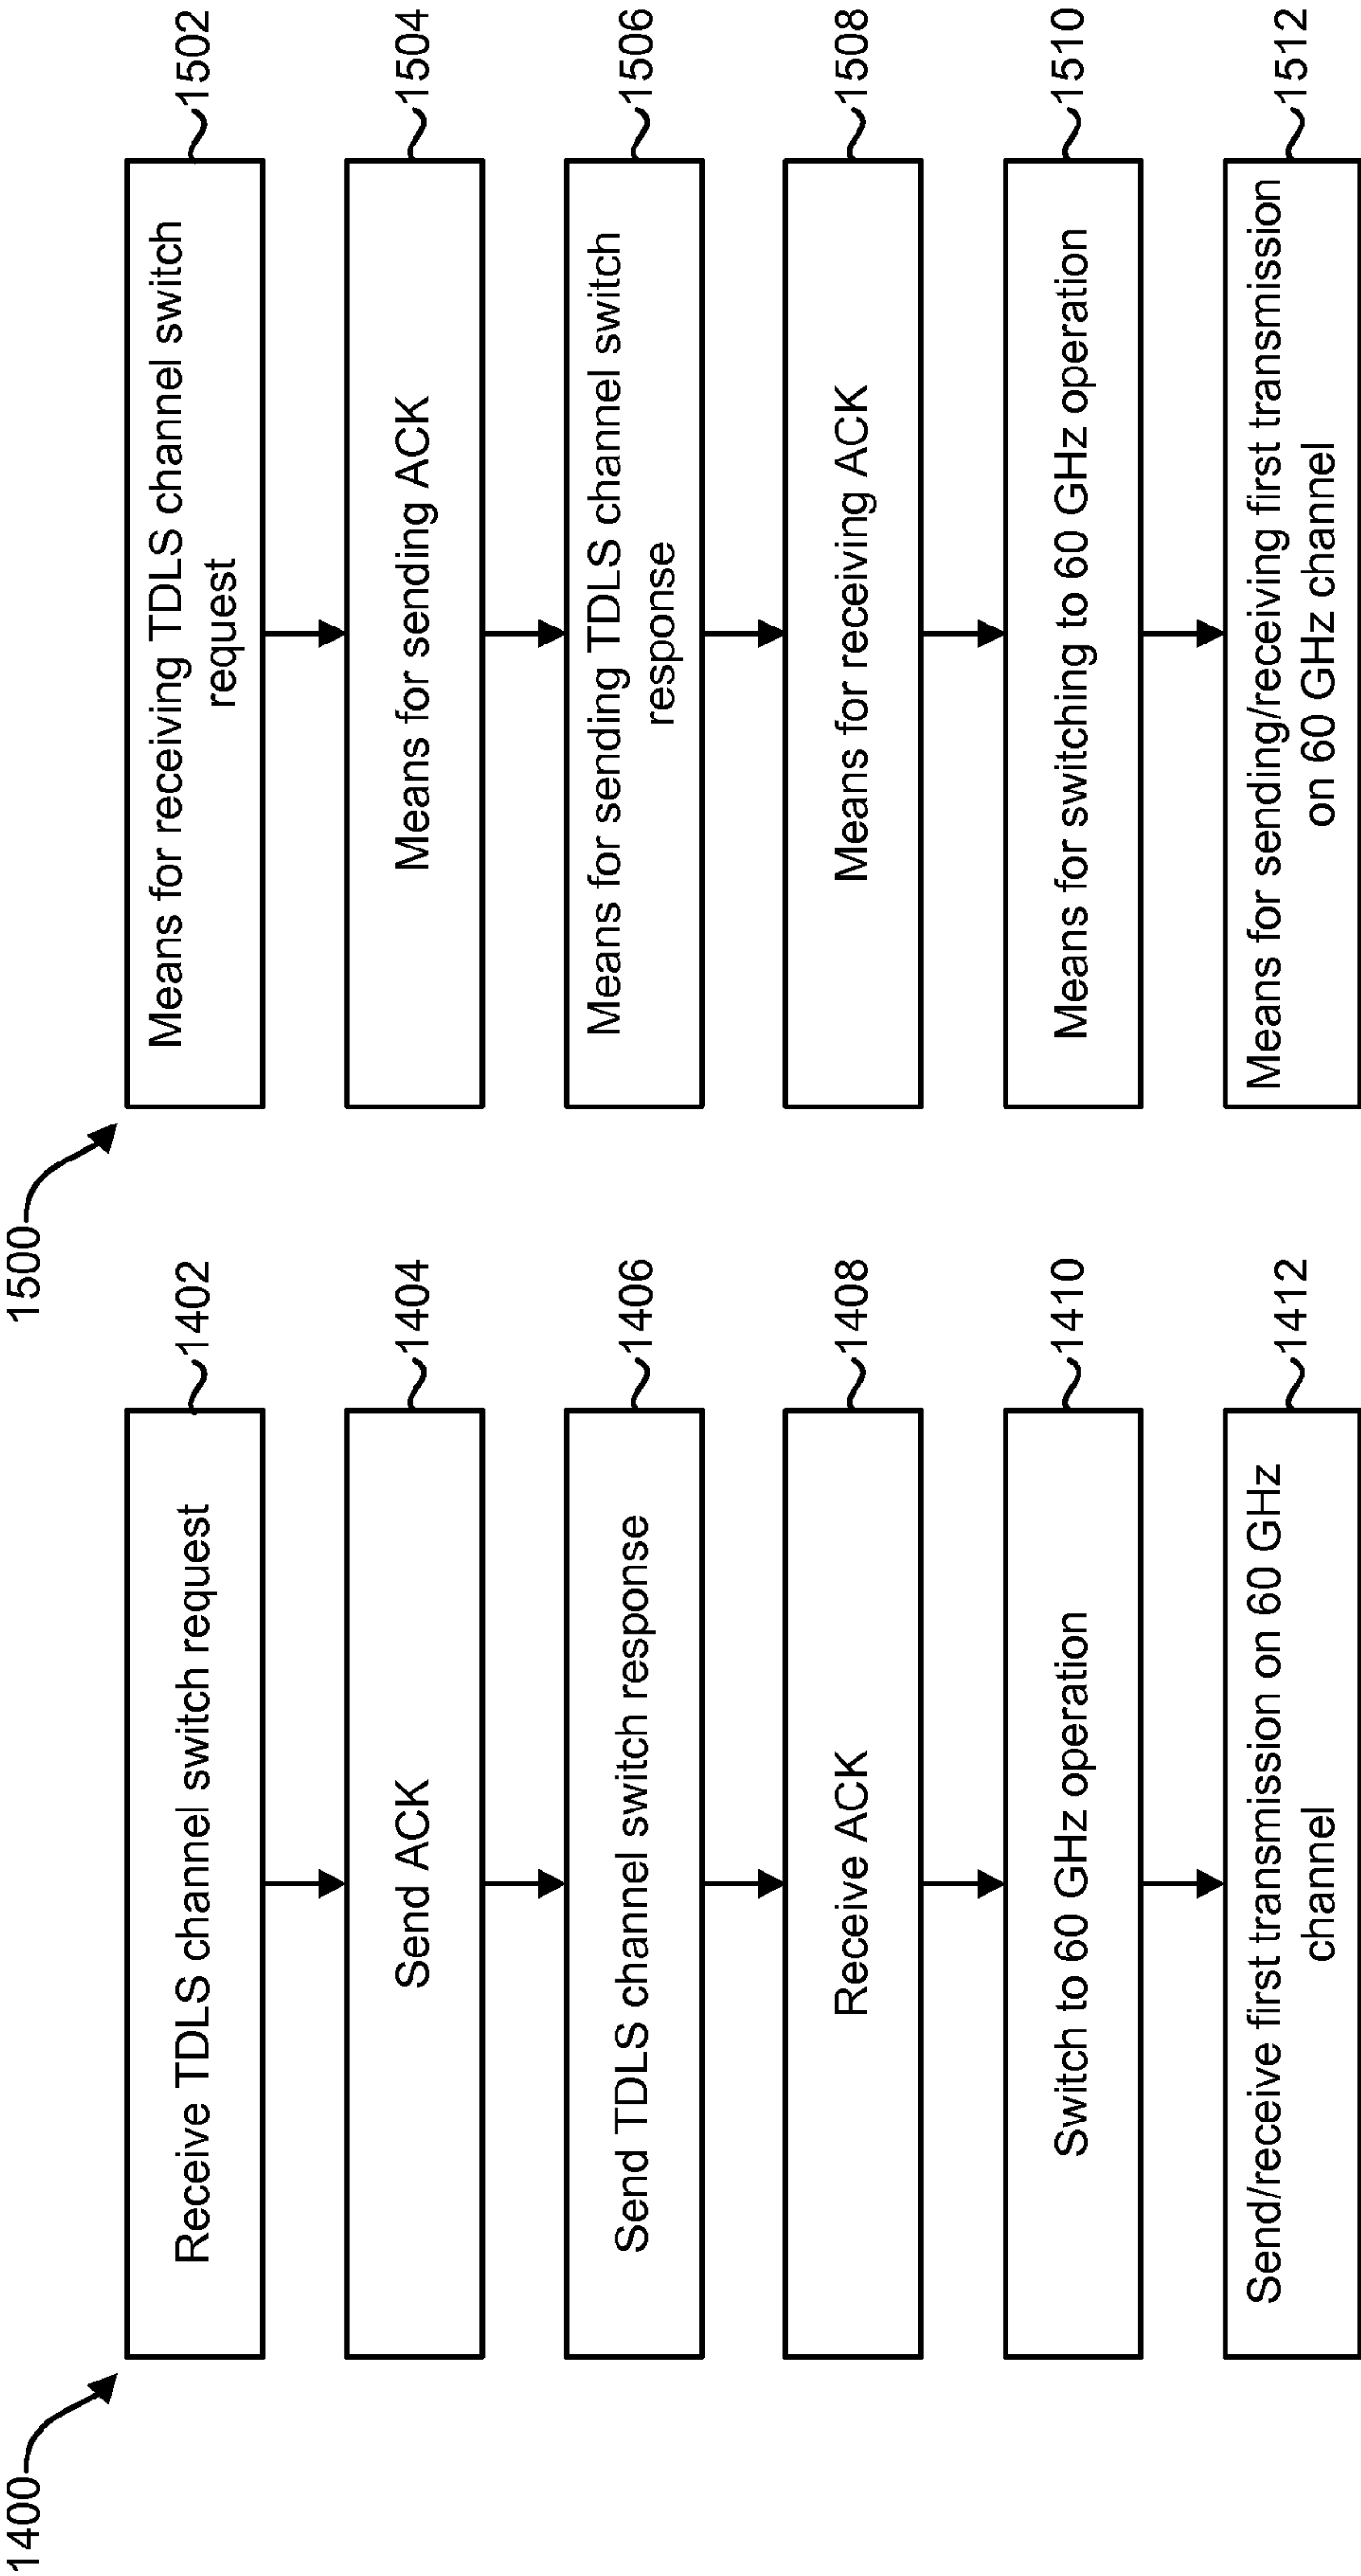 1400
Receive TDLS channel switch request
1402
Send ACK
1404
Send TDLS channel switch response
1406
Receive ACK
1408
Switch to 60 GHz operation
1410
Send/receive first transmission on 60 GHz
channel
1412
1500
Means for receiving TDLS channel switch
request
1502
Means for sending ACK
1504
Means for sending TDLS channel switch
response
1506
Means for receiving ACK
1508
Means for switching to 60 GHz operation
1510
Means for sending/receiving first transmission
on 60 GHz channel
1512